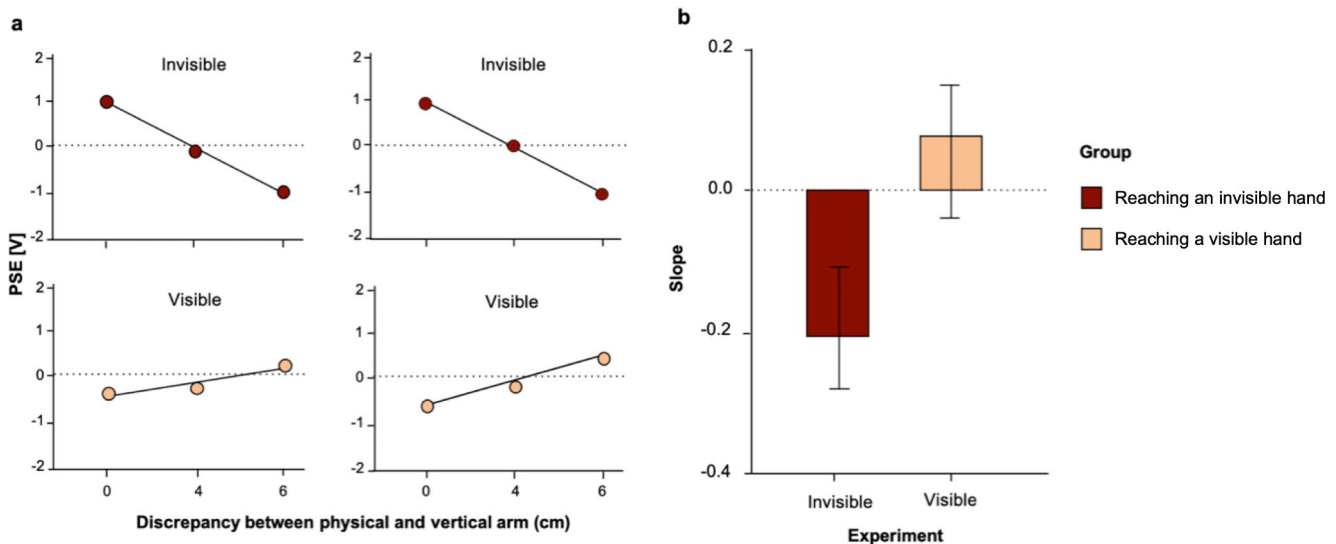 a
2
1
0
-1
-2
Invisible
2
1
0
-1
-2
Invisible
PSE [V]
2
1
0
-1
-2
Visible
0
4
6
2
1
0
-1
-2
Visible
0
4
6
Discrepancy between physical and vertical arm (cm)
b
0.2
0.0
-0.2
-0.4
Slope
Invisible
Visible
Experiment
Group
Reaching an invisible hand
Reaching a visible hand